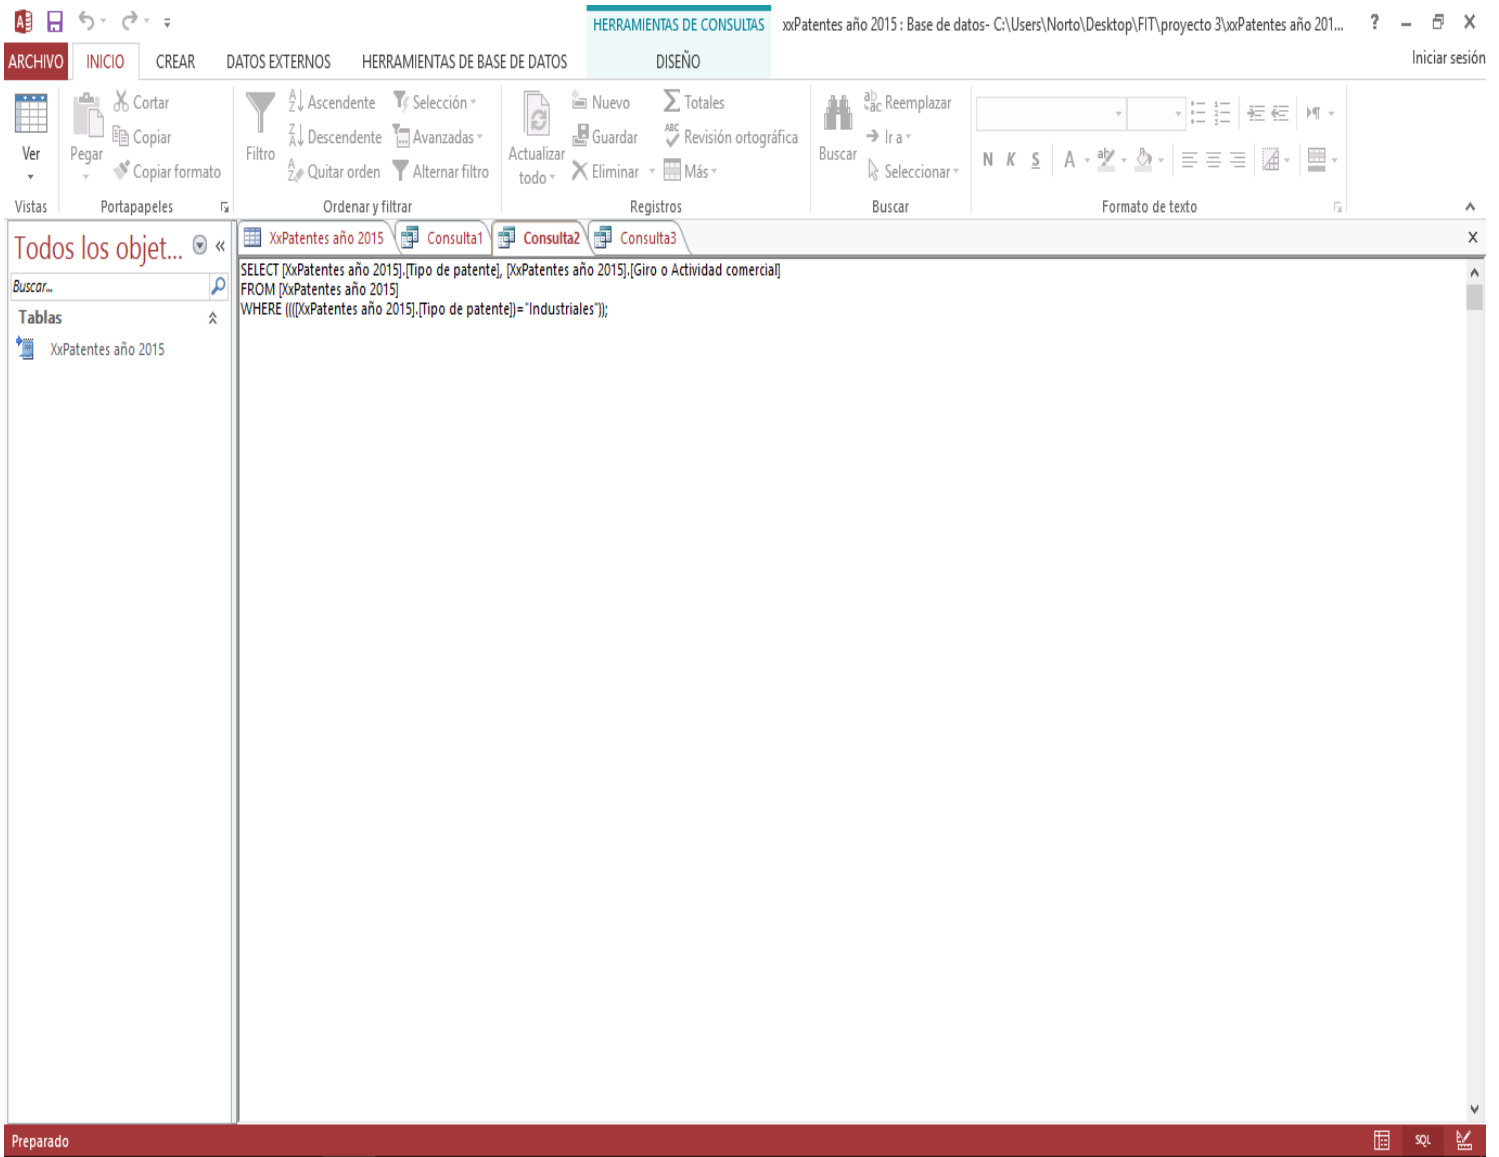 HERRAMIENTAS DE CONSULTAS xxPatentes año 2015 : Base de datos- C:\Users\Norto\Desktop\FIT\proyecto 3\xxPatentes año 201... ?
ARCHIVO INICIO CREAR DATOS EXTERNOS HERRAMIENTAS DE BASE DE DATOS DISEÑO Iniciar sesión
Cortar Ascendente Selección Nuevo Totales Reemplazar
Copiar Descendente Avanzadas Guardar Revisión ortográfica Ir a
Ver Pegar Filtro Actualizar Buscar N K S A
Copiar formato Quitar orden Alternar filtro todo Eliminar Más Seleccionar
Vistas Portapapeles Ordenar y filtrar Registros Buscar Formato de texto
Todos los objet... «
XxPatentes año 2015 Consulta1 Consulta2 Consulta3 X
Buscar...
Tablas
XxPatentes año 2015
SELECT [XxPatentes año 2015].[Tipo de patente], [XxPatentes año 2015].[Giro o Actividad comercial]
FROM [XxPatentes año 2015]
WHERE ((([XxPatentes año 2015].[Tipo de patente])="Industriales"));
Preparado SQL